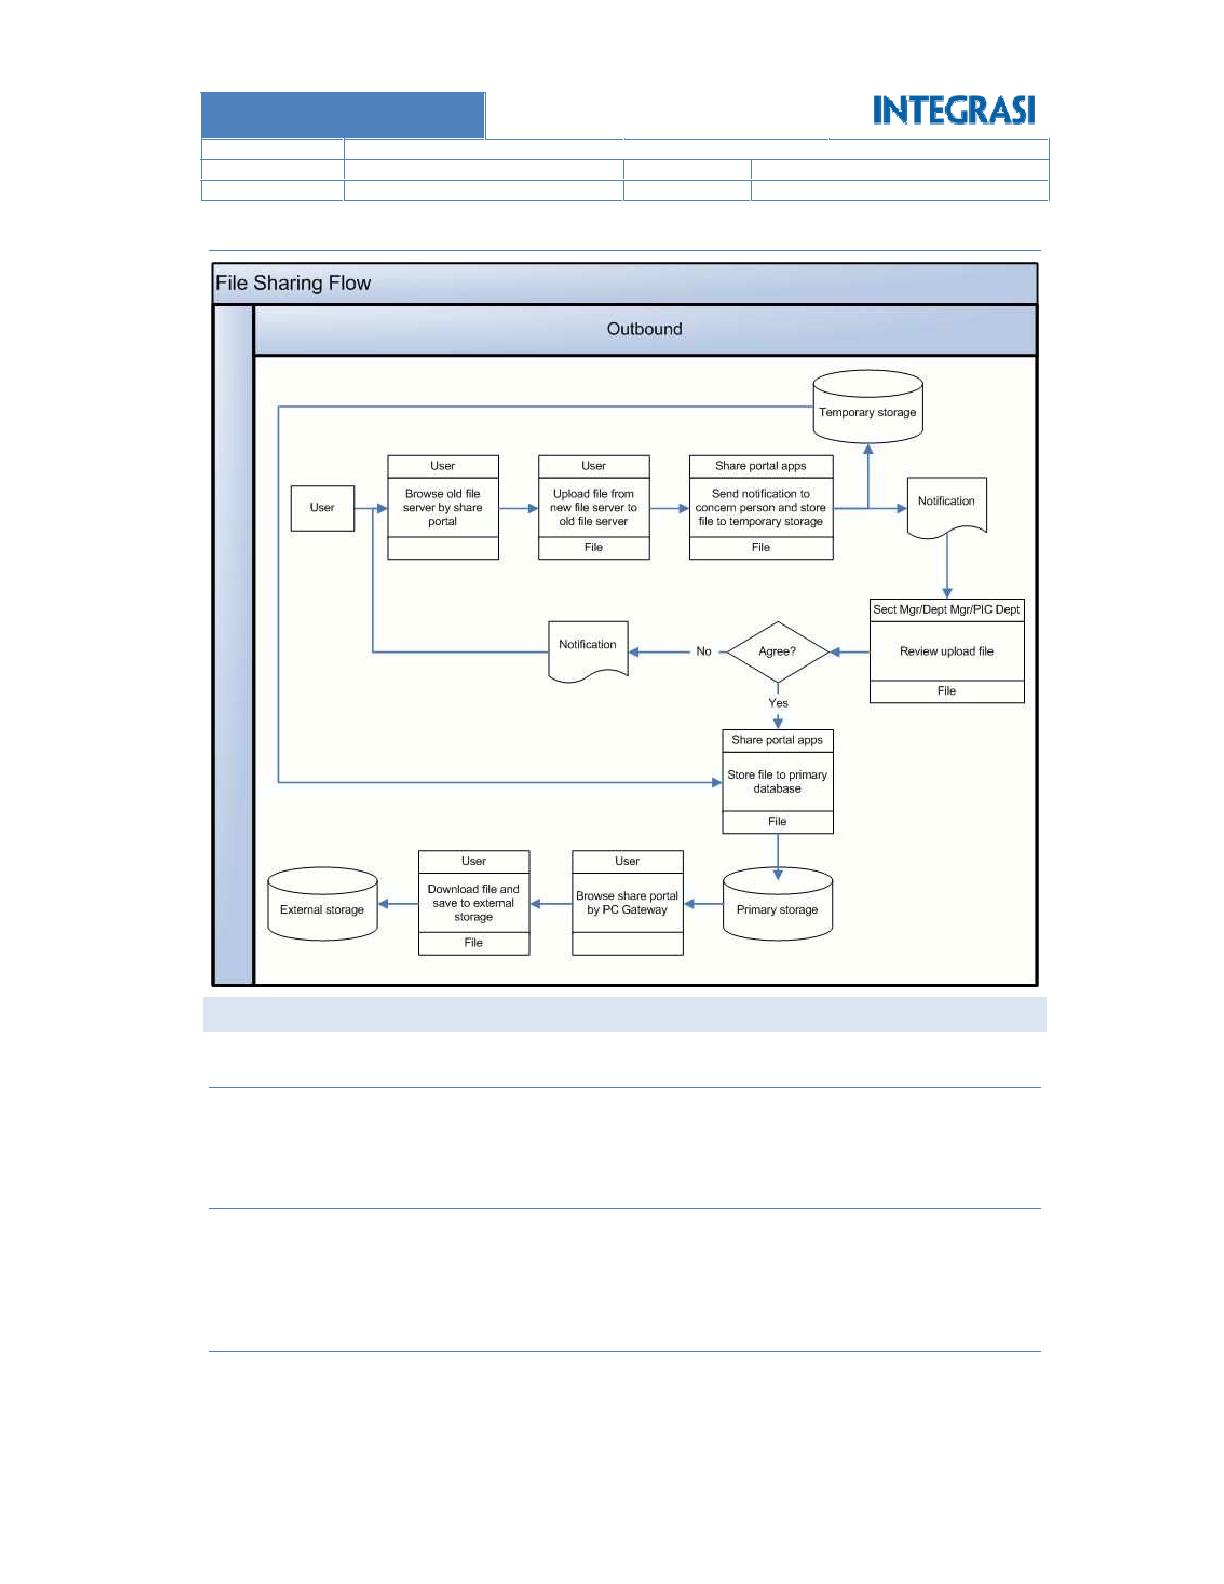 INTEGRASI
File Sharing Flow
Outbound
Temporary storage
User
User
Share portal apps
User
Browse old file
server by share
portal
Upload file from
new file server to
old file server
File
Send notification to
concern person and store
file to temporary storage
File
Notification
Sect Mgr/Dept Mgr/PIC Dept
Review upload file
File
Agree?
No
Notification
Yes
Share portal apps
Store file to primary
database
File
Primary storage
User
Browse share portal
by PC Gateway
User
Download file and
save to external
storage
File
External storage